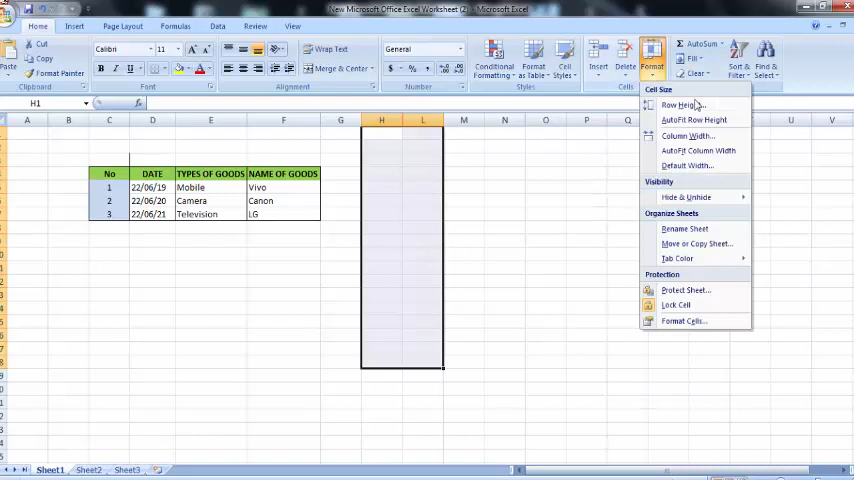 New Microsoft Office Excel Worksheet (2) - Microsoft Excel
Home Insert Page Layout Formulas Data Review View
Cut
Copy
Paste
Format Painter
Calibri 11
B I U
A A
Wrap Text
Merge & Center
General
$ % ,
Conditional Formatting
Format as Table
Cell Styles
Insert Delete Format
AutoSum
Fill
Clear
Sort & Filter
Find & Select
Clipboard Font Alignment Number Styles Cells
H1
A B C D E F G H L M N O P Q U V
No DATE TYPES OF GOODS NAME OF GOODS
1 22/06/19 Mobile Vivo
2 22/06/20 Camera Canon
3 22/06/21 Television LG
Cell Size
Row Height...
AutoFit Row Height
Column Width...
AutoFit Column Width
Default Width...
Visibility
Hide & Unhide
Organize Sheets
Rename Sheet
Move or Copy Sheet...
Tab Color
Protection
Protect Sheet...
Lock Cell
Format Cells...
Sheet1 Sheet2 Sheet3